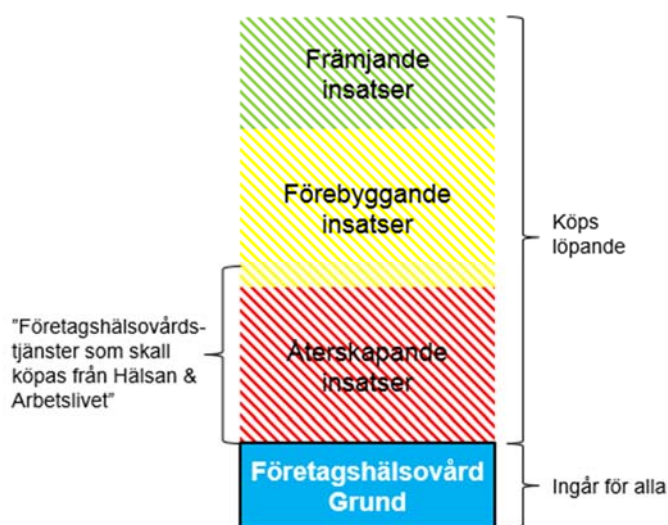 Främjande
insatser
Förebyggande
insatser
Köps
löpande
"Företagshälsovårds-
tjänster som skall
köpas från Hälsan &
Arbetslivet"
Återskapande
insatser
Företagshälsovård
Grund
Ingår för alla